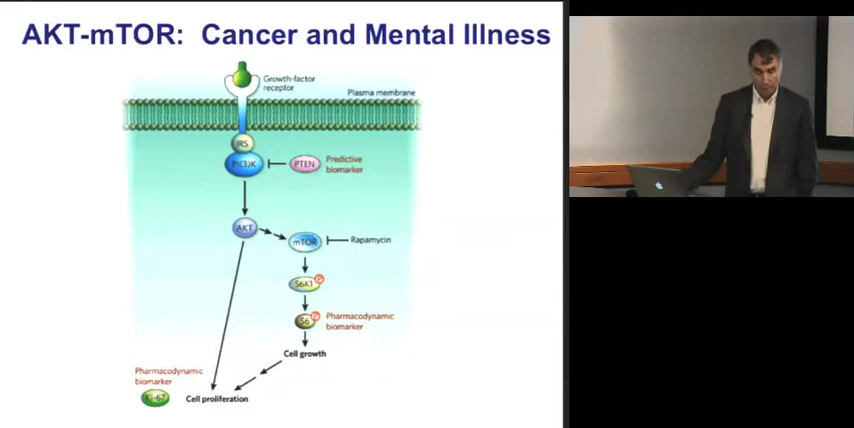 AKT-mTOR: Cancer and Mental Illness
Growth-factor
receptor
Plasma membrane
IRS
PI(3)K
PTEN
Predictive
biomarker
AKT
mTOR
Rapamycin
S6K1
S6
Pharmacodynamic
biomarker
Cell growth
Pharmacodynamic
biomarker
Ki-67
Cell proliferation